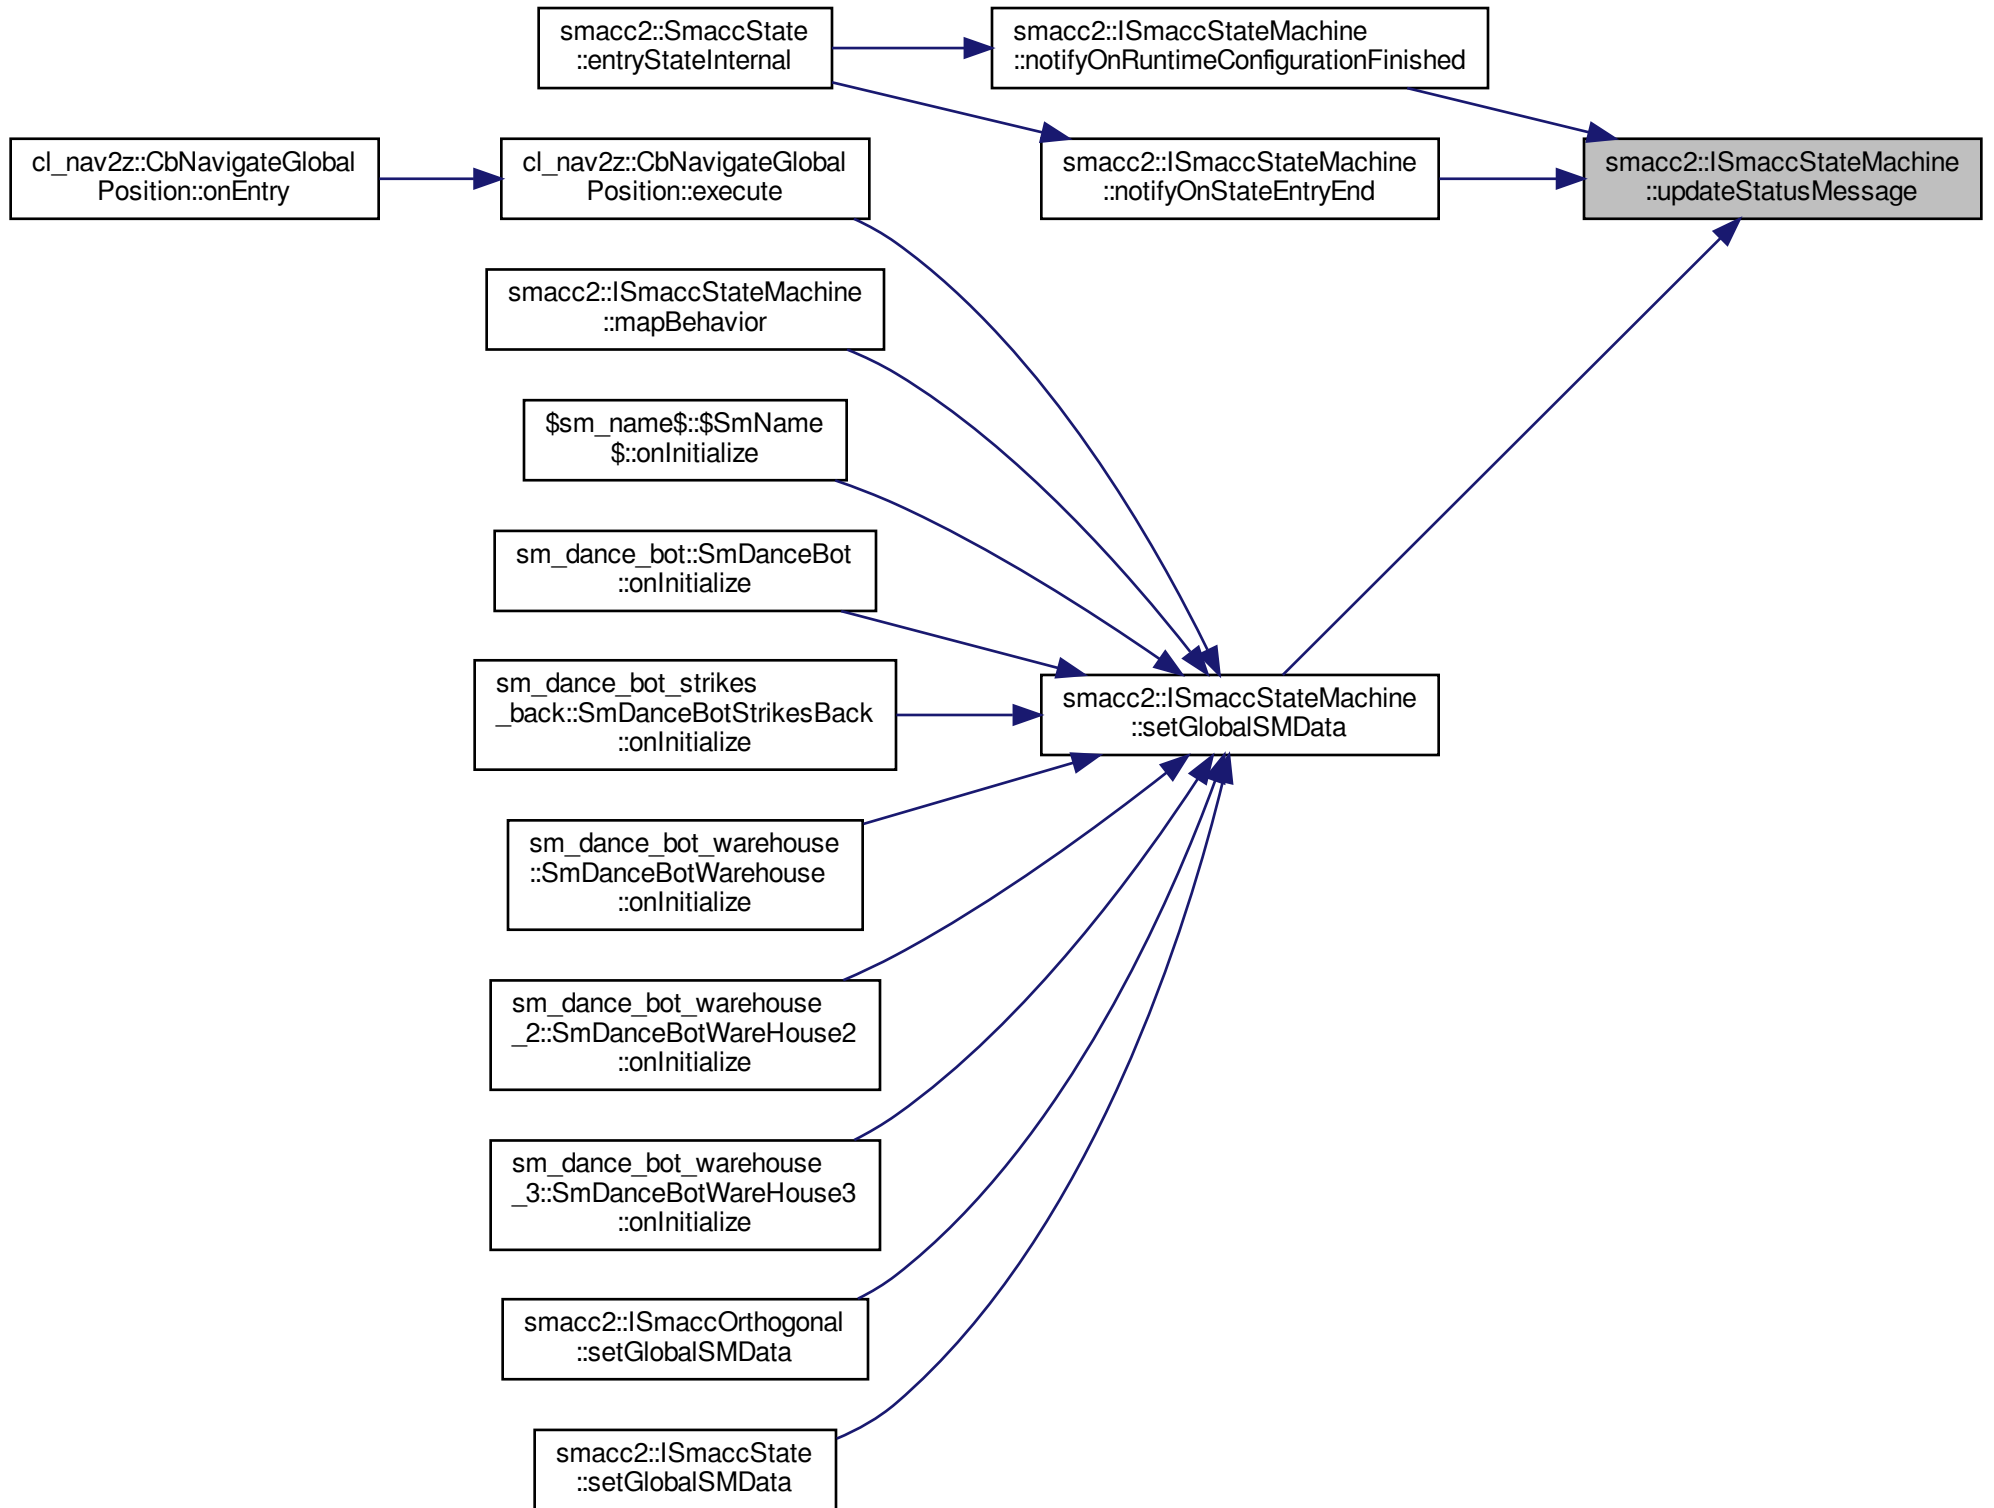 smacc2::SmaccState
::entryStateInternal
smacc2::ISmaccStateMachine
::notifyOnRuntimeConfigurationFinished
cl_nav2z::CbNavigateGlobal
Position::onEntry
cl_nav2z::CbNavigateGlobal
Position::execute
smacc2::ISmaccStateMachine
::notifyOnStateEntryEnd
smacc2::ISmaccStateMachine
::updateStatusMessage
smacc2::ISmaccStateMachine
::mapBehavior
$sm_name$::$SmName
$::onInitialize
sm_dance_bot::SmDanceBot
::onInitialize
sm_dance_bot_strikes
_back::SmDanceBotStrikesBack
::onInitialize
smacc2::ISmaccStateMachine
::setGlobalSMData
sm_dance_bot_warehouse
::SmDanceBotWarehouse
::onInitialize
sm_dance_bot_warehouse
_2::SmDanceBotWareHouse2
::onInitialize
sm_dance_bot_warehouse
_3::SmDanceBotWareHouse3
::onInitialize
smacc2::ISmaccOrthogonal
::setGlobalSMData
smacc2::ISmaccState
::setGlobalSMData